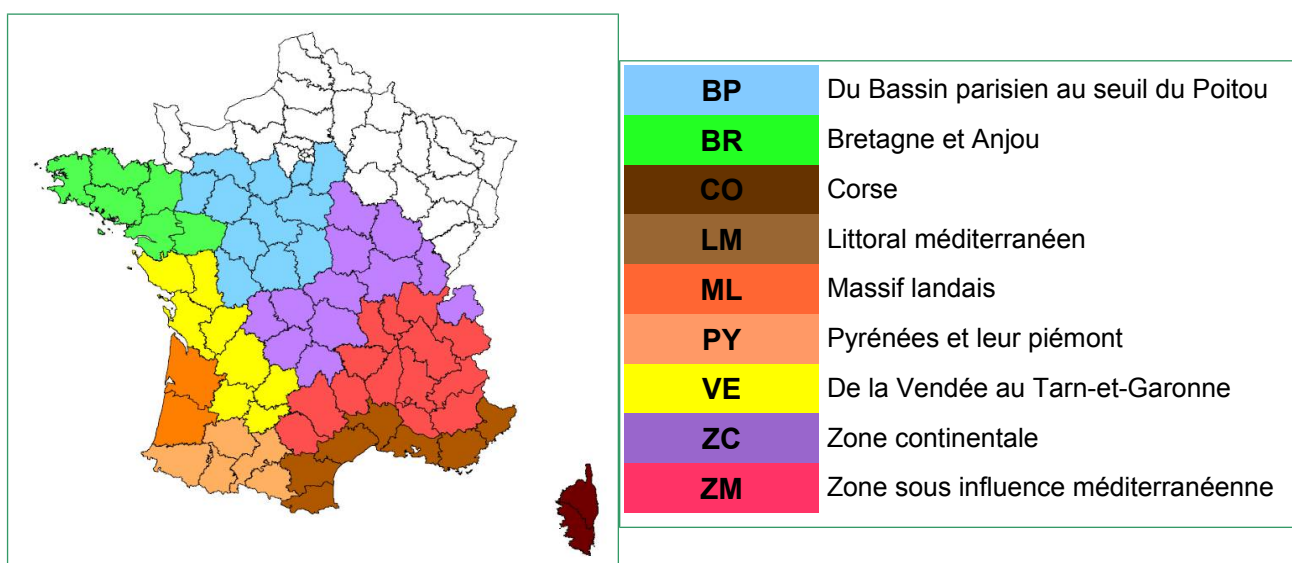 BP Du Bassin parisien au seuil du Poitou
BR Bretagne et Anjou
CO Corse
LM Littoral méditerranéen
ML Massif landais
PY Pyrénées et leur piémont
VE De la Vendée au Tarn-et-Garonne
ZC Zone continentale
ZM Zone sous influence méditerranéenne